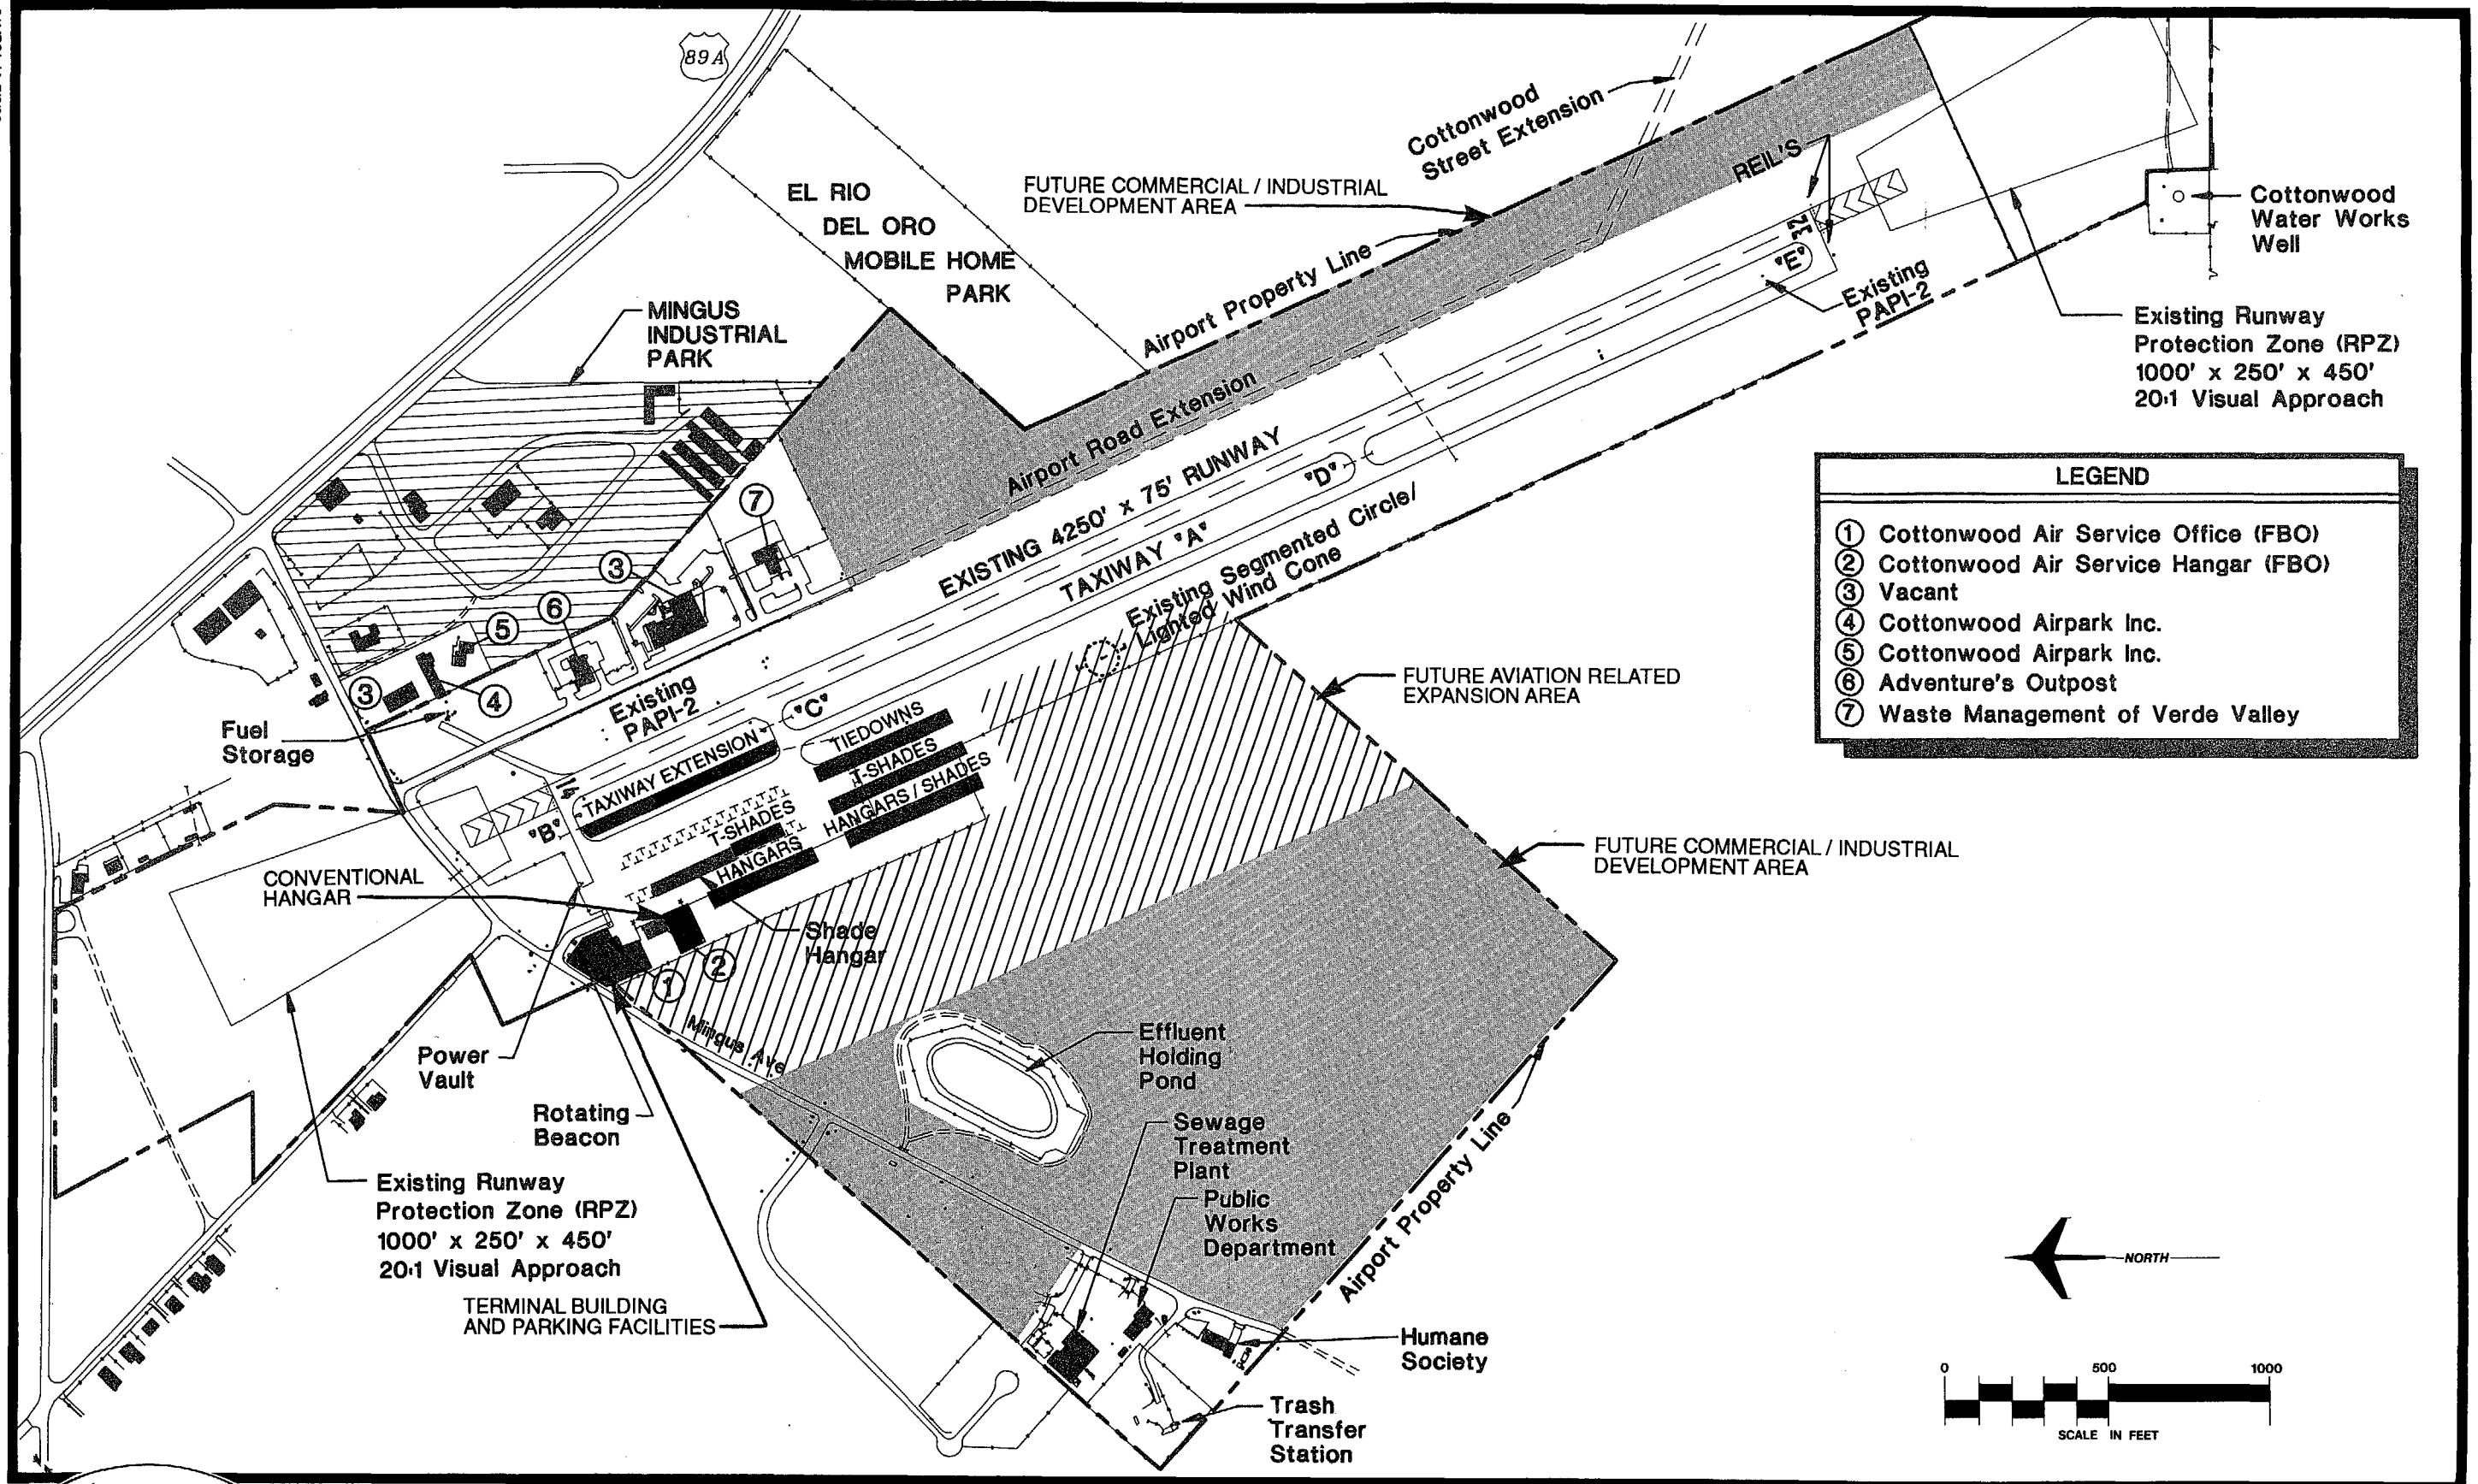 89A
EL RIO
DEL ORO
MOBILE HOME
PARK
MINGUS
INDUSTRIAL
PARK
FUTURE COMMERCIAL / INDUSTRIAL
DEVELOPMENT AREA
Cottonwood
Street Extension
Airport Property Line
REIL'S
32
"E"
Existing
PAPI-2
Cottonwood
Water Works
Well
Existing Runway
Protection Zone (RPZ)
1000' x 250' x 450'
20:1 Visual Approach
Airport Road Extension
EXISTING 4250' x 75' RUNWAY
"D"
TAXIWAY "A"
Existing Segmented Circle/
Lighted Wind Cone
LEGEND
① Cottonwood Air Service Office (FBO)
② Cottonwood Air Service Hangar (FBO)
③ Vacant
④ Cottonwood Airpark Inc.
⑤ Cottonwood Airpark Inc.
⑥ Adventure's Outpost
⑦ Waste Management of Verde Valley
⑦
③
⑥
⑤
③
④
Fuel
Storage
Existing
PAPI-2
"C"
14
"B"
TAXIWAY EXTENSION
TIEDOWNS
T-SHADES
HANGARS / SHADES
T-SHADES
HANGARS
CONVENTIONAL
HANGAR
Shade
Hangar
①
②
FUTURE AVIATION RELATED
EXPANSION AREA
FUTURE COMMERCIAL / INDUSTRIAL
DEVELOPMENT AREA
Mingus Ave
Power
Vault
Rotating
Beacon
Existing Runway
Protection Zone (RPZ)
1000' x 250' x 450'
20:1 Visual Approach
TERMINAL BUILDING
AND PARKING FACILITIES
Effluent
Holding
Pond
Sewage
Treatment
Plant
Public
Works
Department
Airport Property Line
Humane
Society
Trash
Transfer
Station
NORTH
0 500 1000
SCALE IN FEET